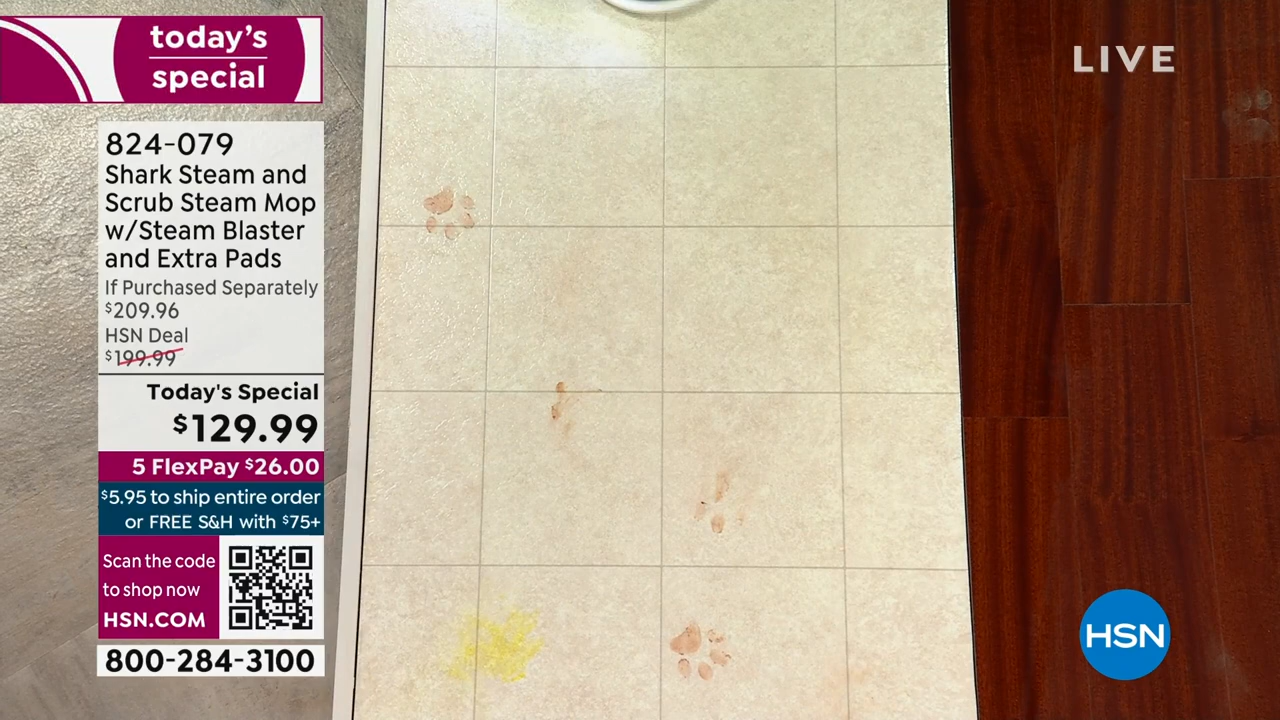 today's
special
LIVE
824-079
Shark Steam and
Scrub Steam Mop
w/Steam Blaster
and Extra Pads
If Purchased Separately
$209.96
HSN Deal
$199.99
Today's Special
$129.99
5 FlexPay $26.00
$5.95 to ship entire order
or FREE S&H with $75+
Scan the code
to shop now
HSN.COM
800-284-3100
HSN